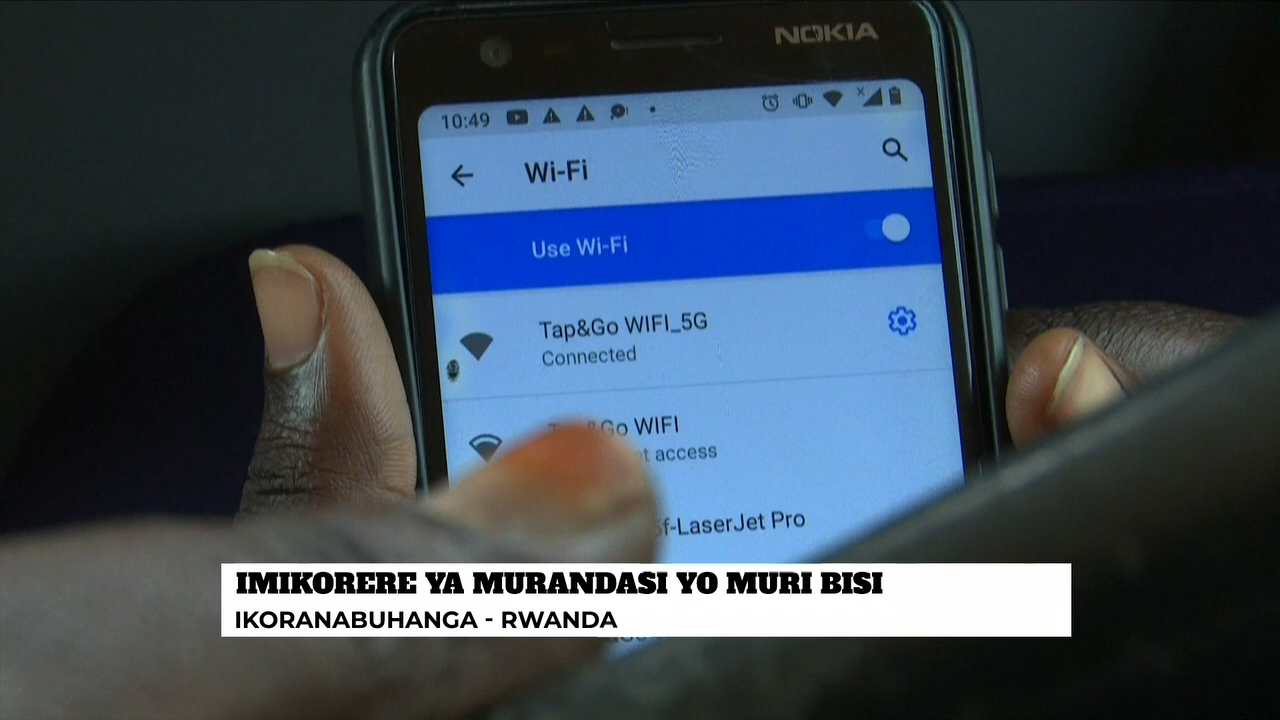 NOKIA
10:49
Wi-Fi
Use Wi-Fi
Tap&Go WIFI_5G
Connected
Go WIFI
access
-LaserJet Pro
IMIKORERE YA MURANDASI YO MURI BISI
IKORANABUHANGA - RWANDA